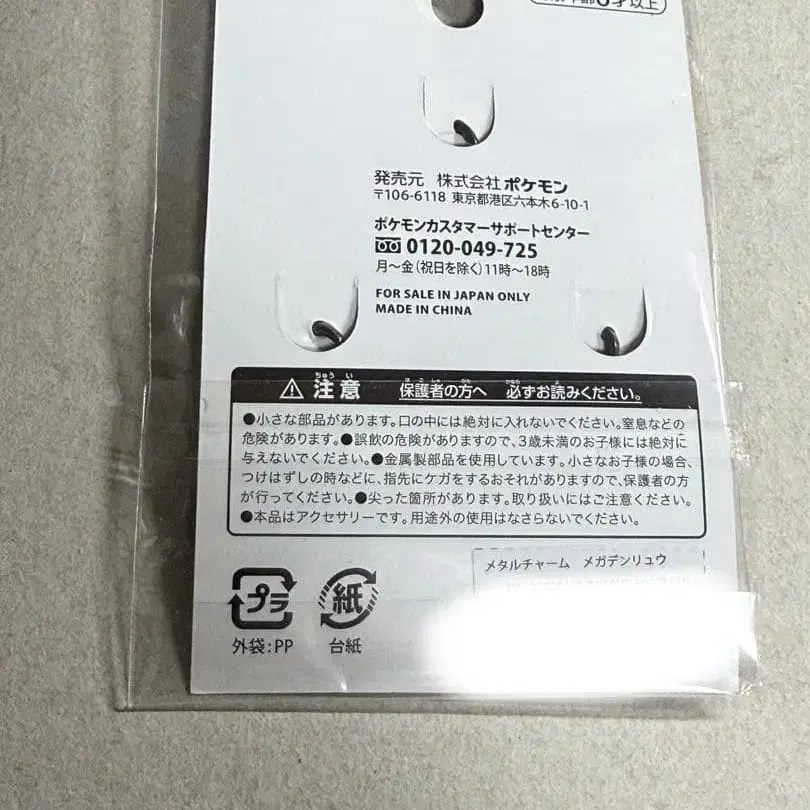 6才以上
発売元 株式会社 ポケモン
〒106-6118 東京都港区六本木6-10-1
ポケモンカスタマーサポートセンター
0120-049-725
月～金（祝日を除く）11時～18時
FOR SALE IN JAPAN ONLY
MADE IN CHINA
注意 保護者の方へ 必ずお読みください。
●小さな部品があります。口の中には絶対に入れないでください。窒息などの
危険があります。●誤飲の危険がありますので、3歳未満のお子様には絶対に
与えないでください。●金属製部品を使用しています。小さなお子様の場合、
つけはずしの時などに、指先にケガをするおそれがありますので、保護者の方
が行ってください。●尖った箇所があります。取り扱いにはご注意ください。
●本品はアクセサリーです。用途外の使用はなさらないでください。
メタルチャーム メガデンリュウ
プラ 紙
外袋：PP 台紙